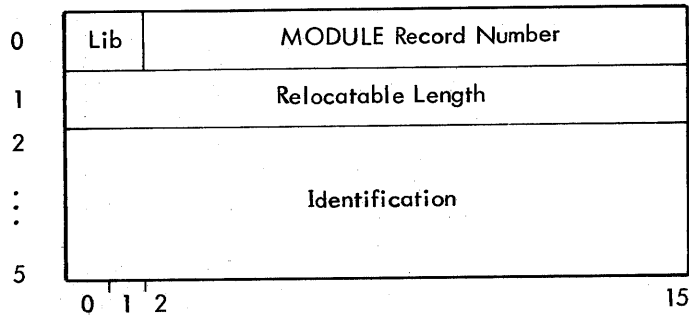 0 Lib MODULE Record Number
1 Relocatable Length
2
⋮ Identification
5
0 1 2 15